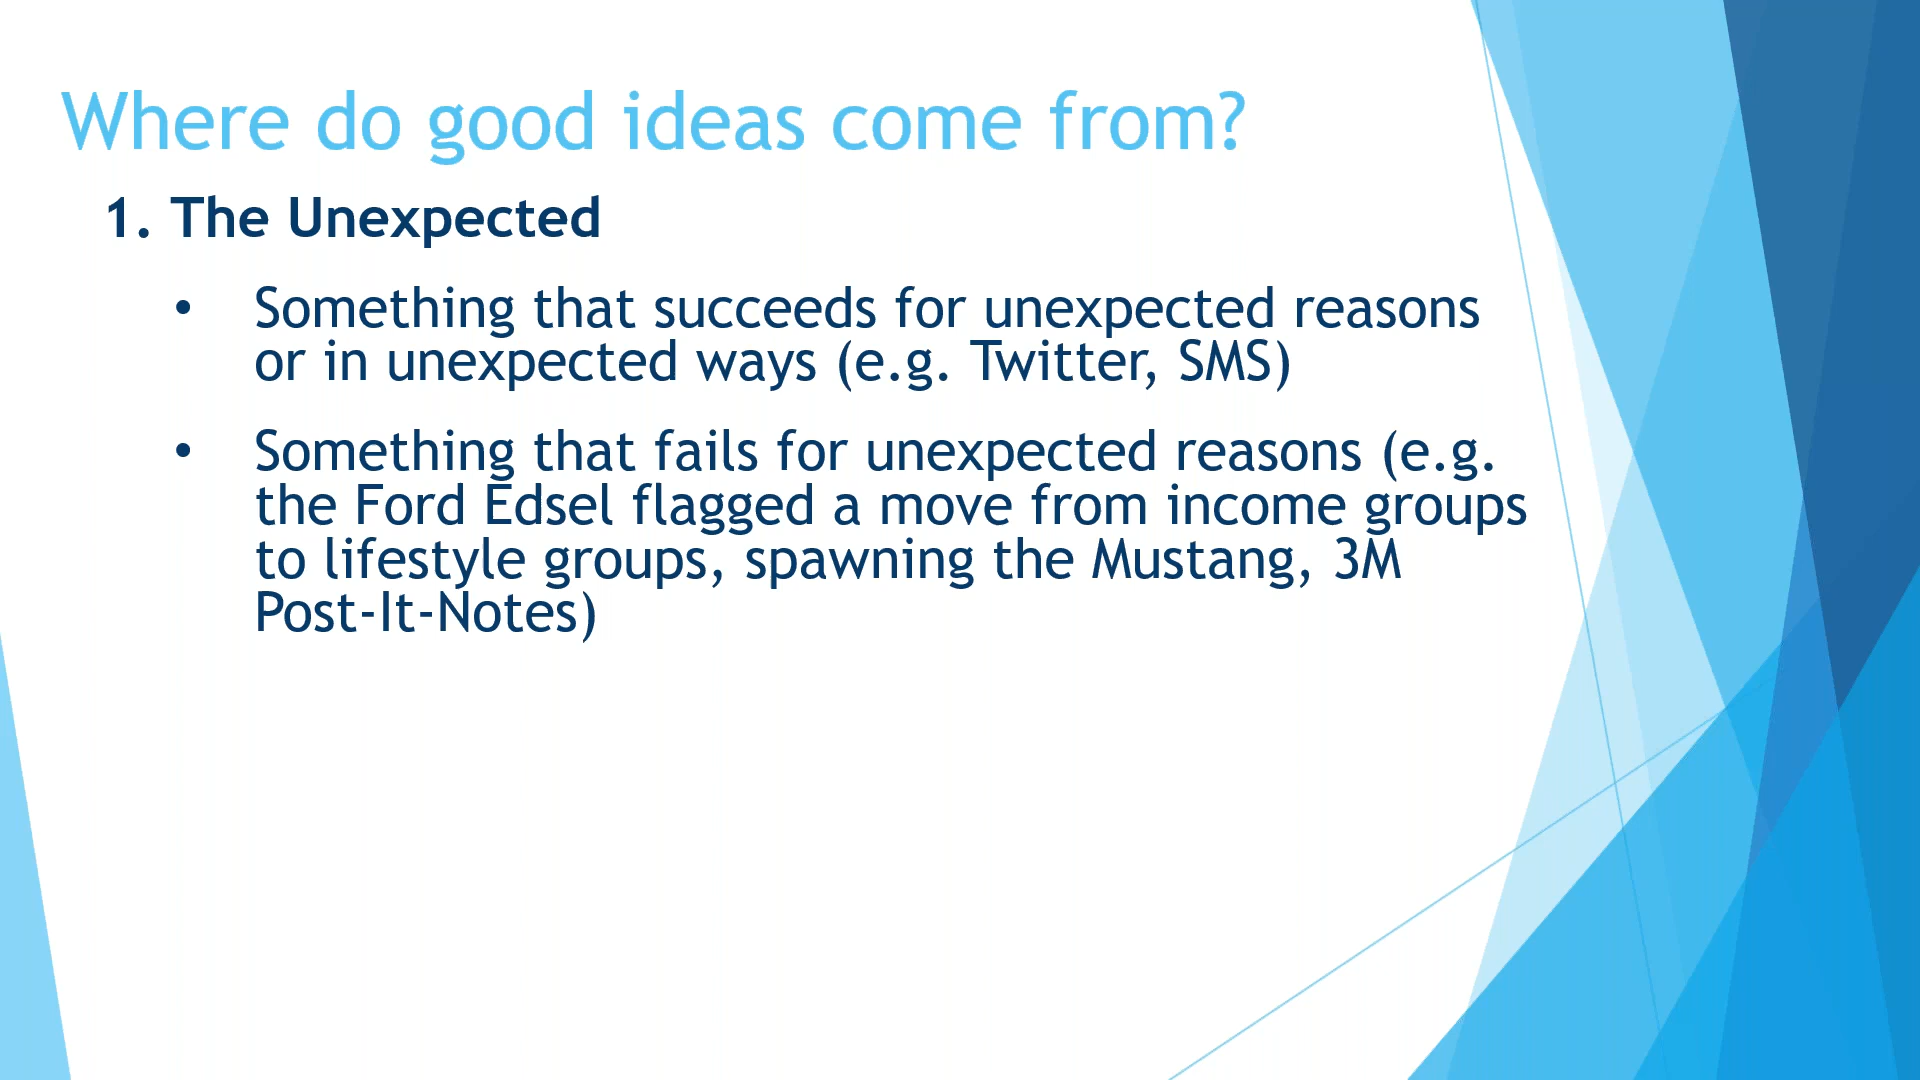 Where do good ideas come from?
1. The Unexpected
• Something that succeeds for unexpected reasons
or in unexpected ways (e.g. Twitter, SMS)
• Something that fails for unexpected reasons (e.g.
the Ford Edsel flagged a move from income groups
to lifestyle groups, spawning the Mustang, 3M
Post-It-Notes)